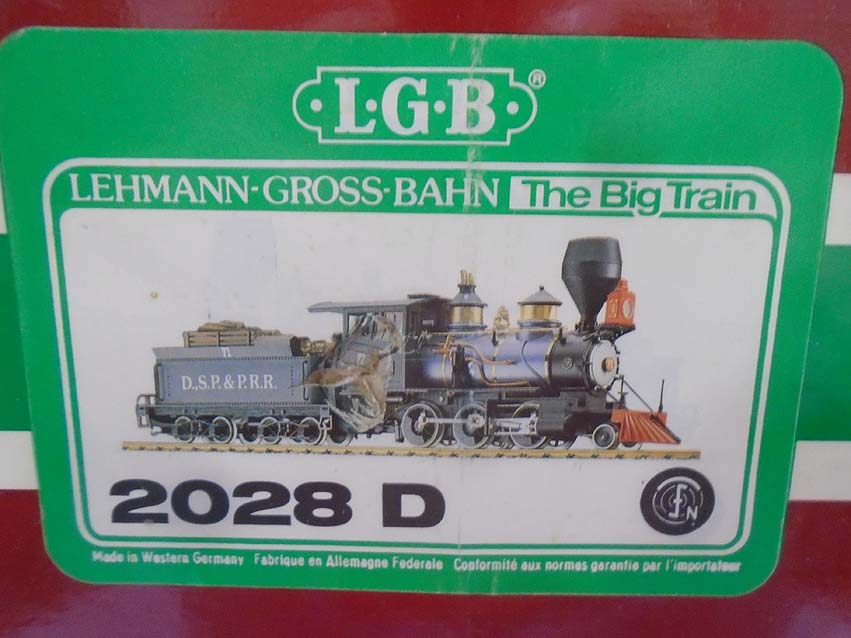 ·L·G·B·®
LEHMANN-GROSS-BAHN The Big Train
11
D.,S.P.&P.R.R.
2028 D
Made in Western Germany Fabrique en Allemagne Federale Conformité aux normes garantie par l'importateur